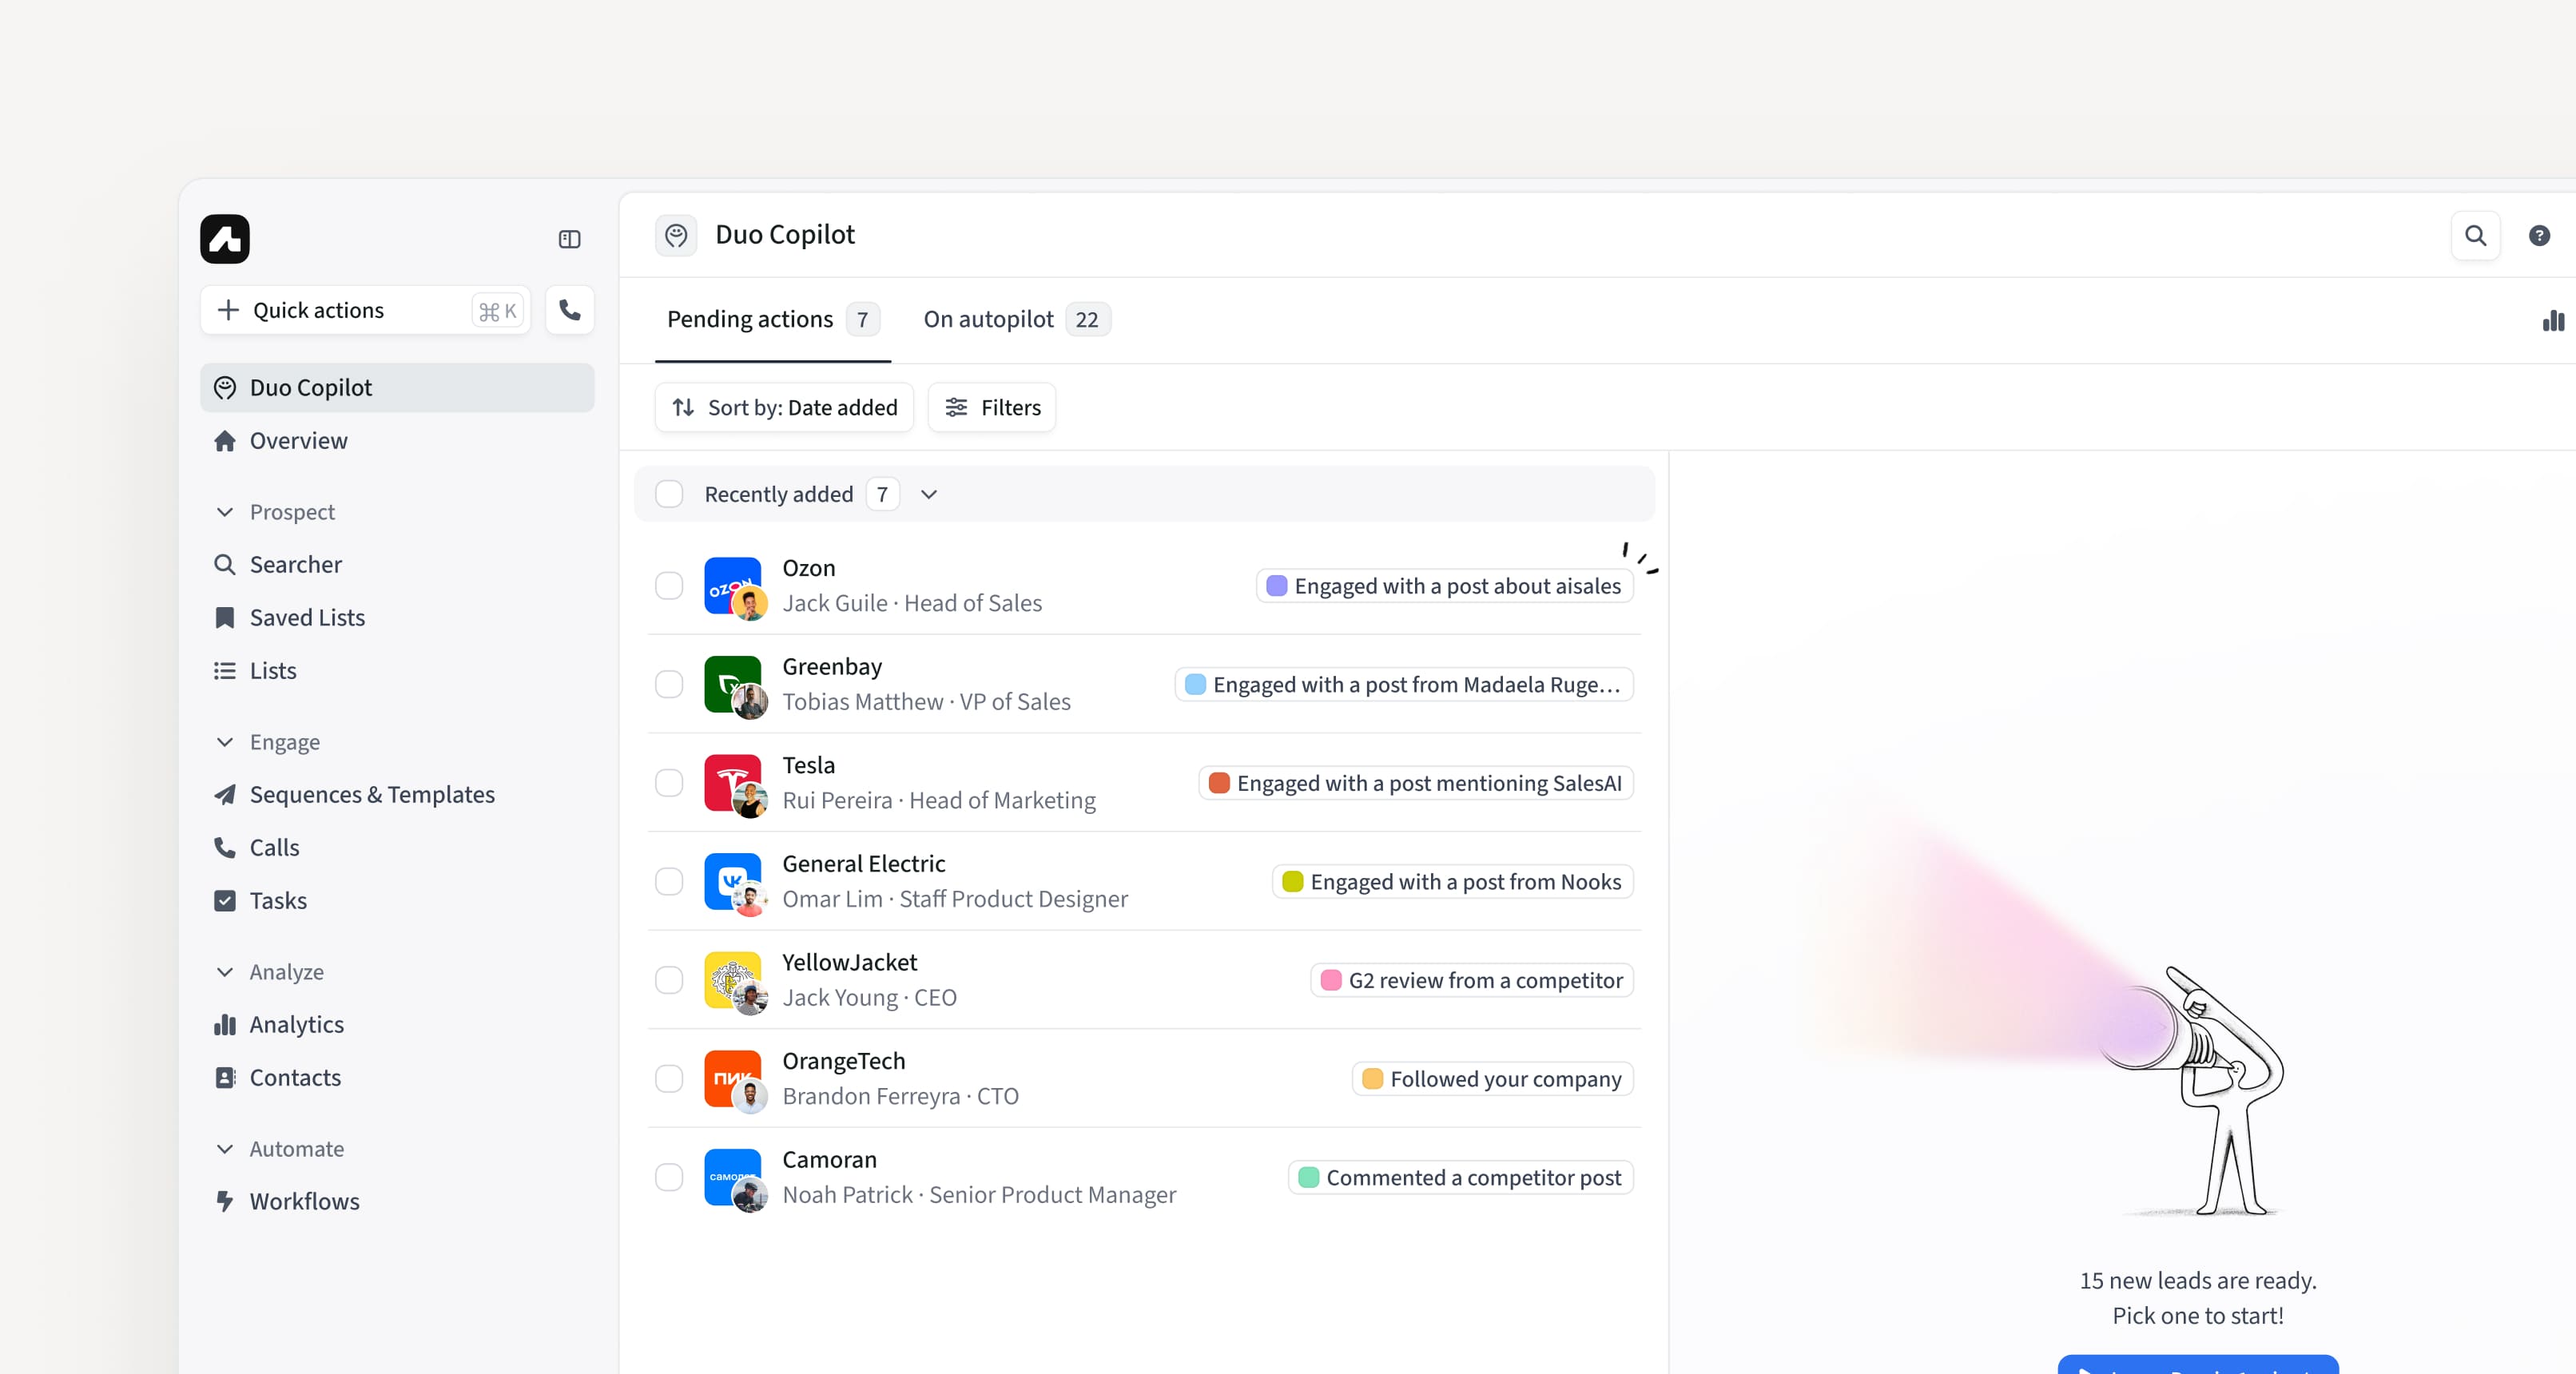 Duo Copilot
Quick actions
⌘ K
Pending actions 7
On autopilot 22
Duo Copilot
Overview
Sort by: Date added
Filters
Recently added 7
Prospect
Searcher
Saved Lists
Lists
Engage
Sequences & Templates
Calls
Tasks
Analyze
Analytics
Contacts
Automate
Workflows
Ozon
Jack Guile · Head of Sales
Engaged with a post about aisales
Greenbay
Tobias Matthew · VP of Sales
Engaged with a post from Madaela Ruge…
Tesla
Rui Pereira · Head of Marketing
Engaged with a post mentioning SalesAI
General Electric
Omar Lim · Staff Product Designer
Engaged with a post from Nooks
YellowJacket
Jack Young · CEO
G2 review from a competitor
ПИК
OrangeTech
Brandon Ferreyra · CTO
Followed your company
Camoran
Noah Patrick · Senior Product Manager
Commented a competitor post
15 new leads are ready.
Pick one to start!